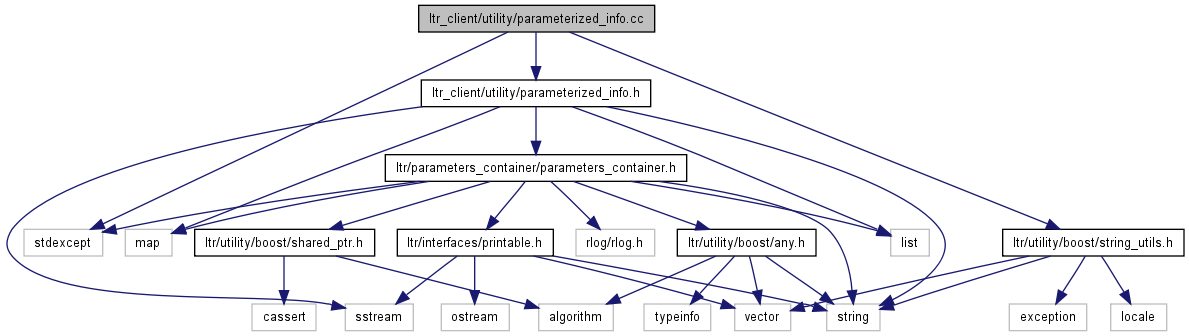 ltr_client/utility/parameterized_info.cc
ltr_client/utility/parameterized_info.h
ltr/parameters_container/parameters_container.h
stdexcept
map
ltr/utility/boost/shared_ptr.h
ltr/interfaces/printable.h
rlog/rlog.h
ltr/utility/boost/any.h
list
ltr/utility/boost/string_utils.h
cassert
sstream
ostream
algorithm
typeinfo
vector
string
exception
locale